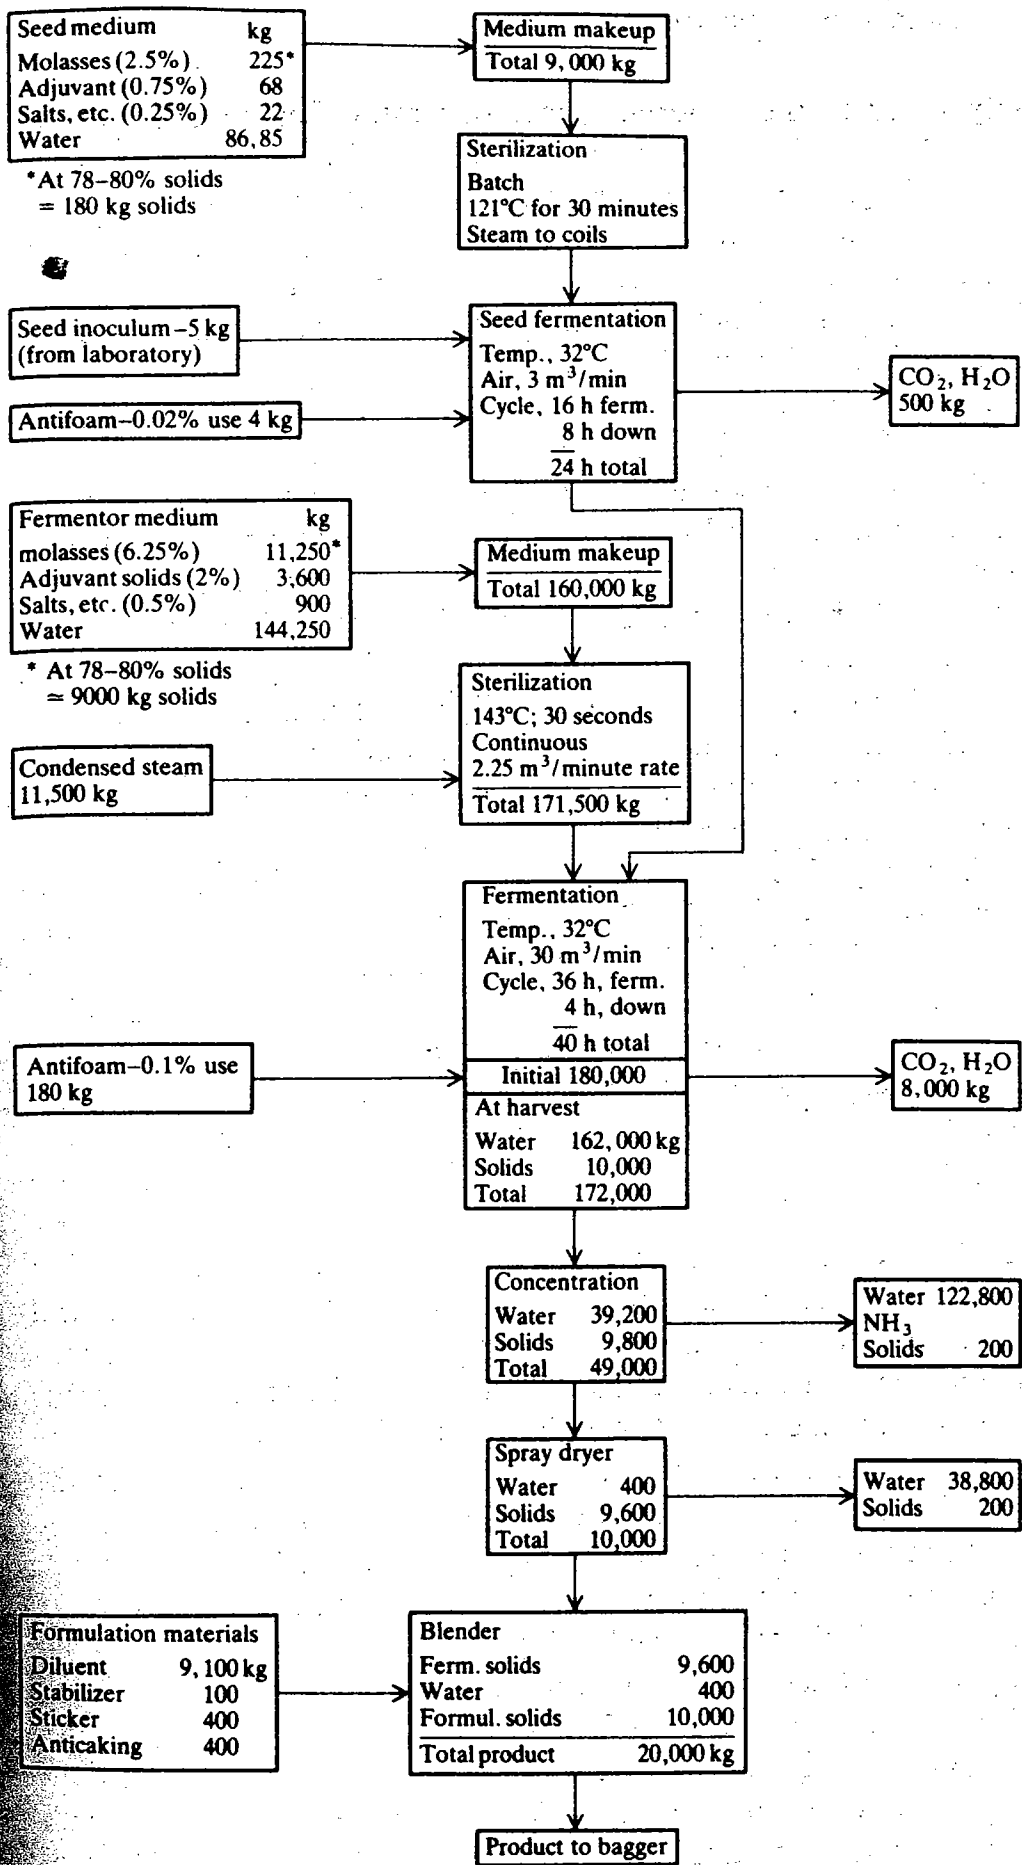 Seed medium kg
Molasses (2.5%) 225*
Adjuvant (0.75%) 68
Salts, etc. (0.25%) 22
Water 86,85
*At 78–80% solids
= 180 kg solids
Medium makeup
Total 9,000 kg
Sterilization
Batch
121°C for 30 minutes
Steam to coils
Seed inoculum –5 kg
(from laboratory)
Antifoam–0.02% use 4 kg
Seed fermentation
Temp., 32°C
Air, 3 m³/min
Cycle, 16 h ferm.
8 h down
24 h total
CO₂, H₂O
500 kg
Fermentor medium kg
molasses (6.25%) 11,250*
Adjuvant solids (2%) 3,600
Salts, etc. (0.5%) 900
Water 144,250
* At 78–80% solids
≃ 9000 kg solids
Medium makeup
Total 160,000 kg
Condensed steam
11,500 kg
Sterilization
143°C; 30 seconds
Continuous
2.25 m³/minute rate
Total 171,500 kg
Fermentation
Temp., 32°C
Air, 30 m³/min
Cycle, 36 h, ferm.
4 h, down
40 h total
Antifoam–0.1% use
180 kg
Initial 180,000
At harvest
Water 162,000 kg
Solids 10,000
Total 172,000
CO₂, H₂O
8,000 kg
Concentration
Water 39,200
Solids 9,800
Total 49,000
Water 122,800
NH₃
Solids 200
Spray dryer
Water 400
Solids 9,600
Total 10,000
Water 38,800
Solids 200
Formulation materials
Diluent 9,100 kg
Stabilizer 100
Sticker 400
Anticaking 400
Blender
Ferm. solids 9,600
Water 400
Formul. solids 10,000
Total product 20,000 kg
Product to bagger